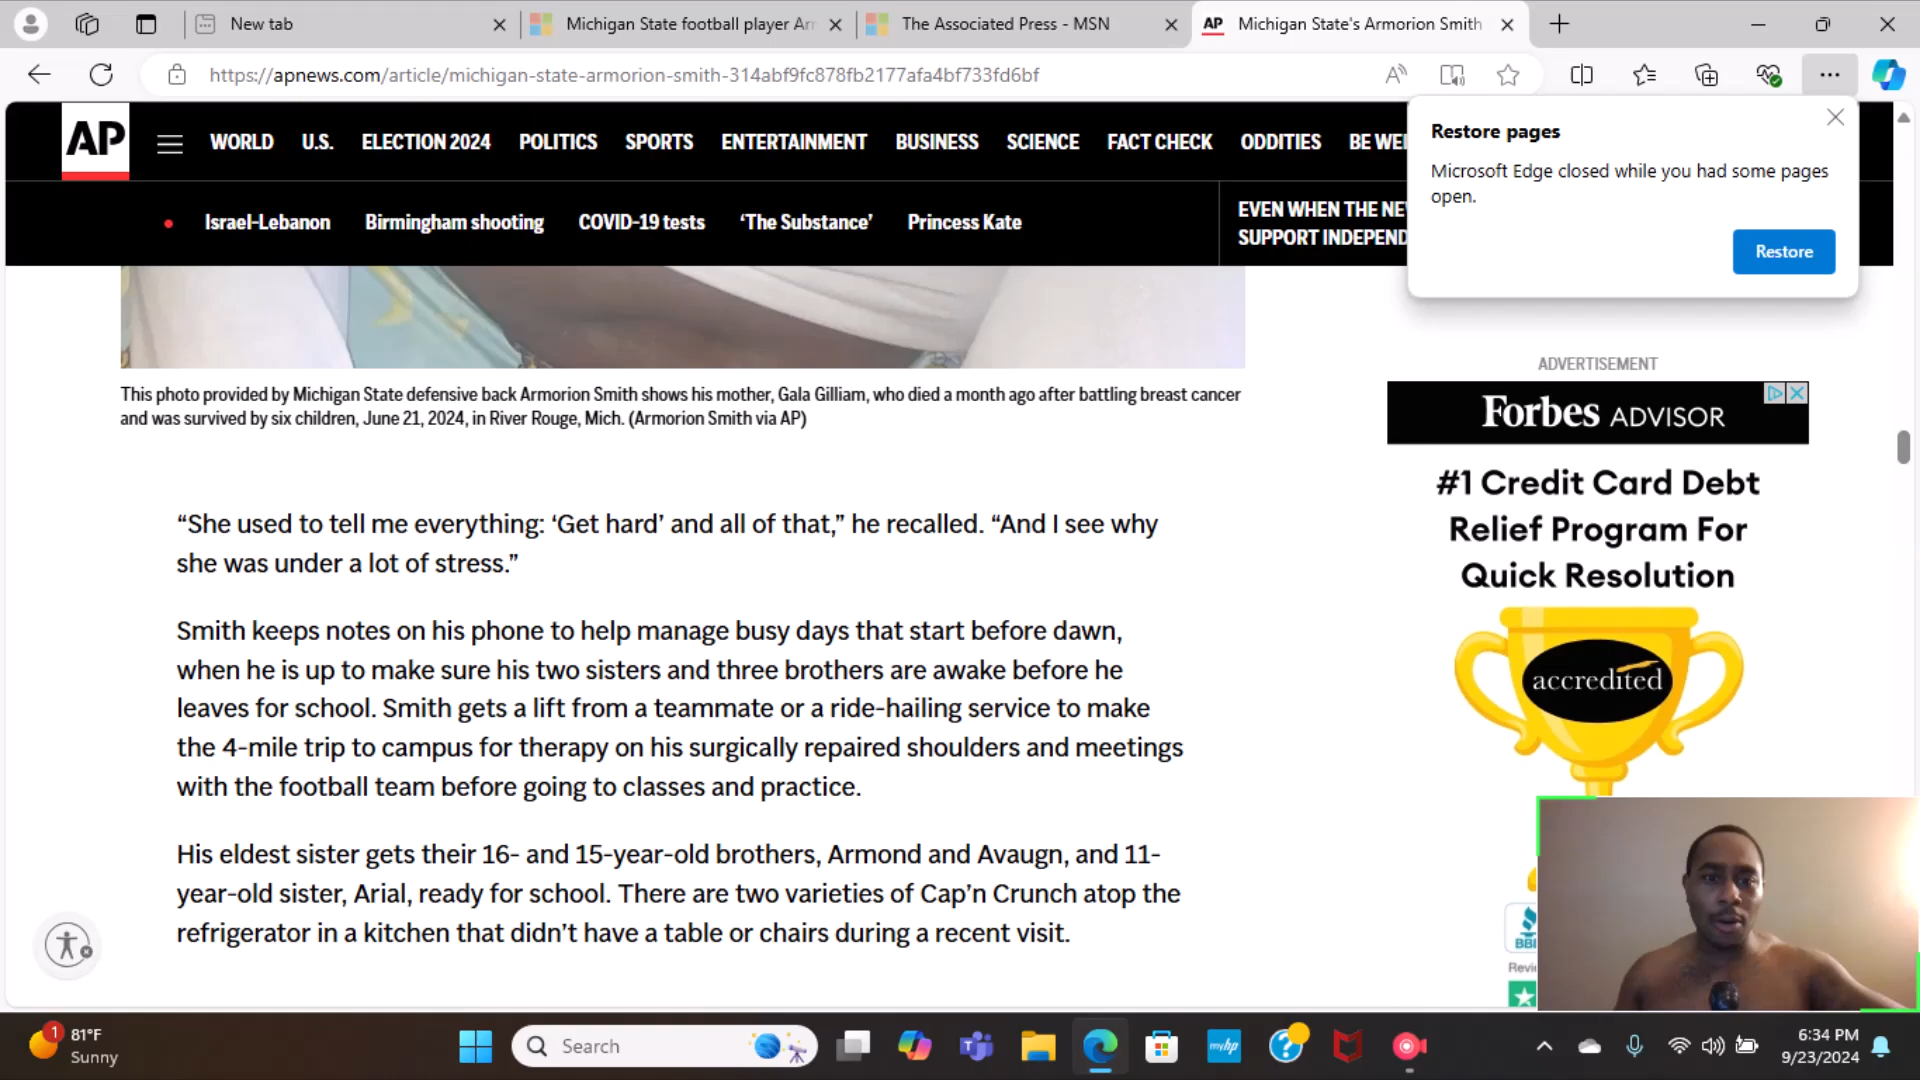 New tab
Michigan State football player Arm
The Associated Press - MSN
AP
Michigan State's Armorion Smith
https://apnews.com/article/michigan-state-armorion-smith-314abf9fc878fb2177afa4bf733fd6bf
AP
WORLD
U.S.
ELECTION 2024
POLITICS
SPORTS
ENTERTAINMENT
BUSINESS
SCIENCE
FACT CHECK
ODDITIES
BE WEL
Restore pages
Microsoft Edge closed while you had some pages
open.
Restore
Israel-Lebanon
Birmingham shooting
COVID-19 tests
‘The Substance’
Princess Kate
EVEN WHEN THE NE
SUPPORT INDEPEND
This photo provided by Michigan State defensive back Armorion Smith shows his mother, Gala Gilliam, who died a month ago after battling breast cancer
and was survived by six children, June 21, 2024, in River Rouge, Mich. (Armorion Smith via AP)
“She used to tell me everything: ‘Get hard’ and all of that,” he recalled. “And I see why
she was under a lot of stress.”
Smith keeps notes on his phone to help manage busy days that start before dawn,
when he is up to make sure his two sisters and three brothers are awake before he
leaves for school. Smith gets a lift from a teammate or a ride-hailing service to make
the 4-mile trip to campus for therapy on his surgically repaired shoulders and meetings
with the football team before going to classes and practice.
His eldest sister gets their 16- and 15-year-old brothers, Armond and Avaugn, and 11-
year-old sister, Arial, ready for school. There are two varieties of Cap’n Crunch atop the
refrigerator in a kitchen that didn’t have a table or chairs during a recent visit.
ADVERTISEMENT
Forbes ADVISOR
#1 Credit Card Debt
Relief Program For
Quick Resolution
accredited
BBB
Revie
1
81°F
Sunny
Search
myhp
6:34 PM
9/23/2024